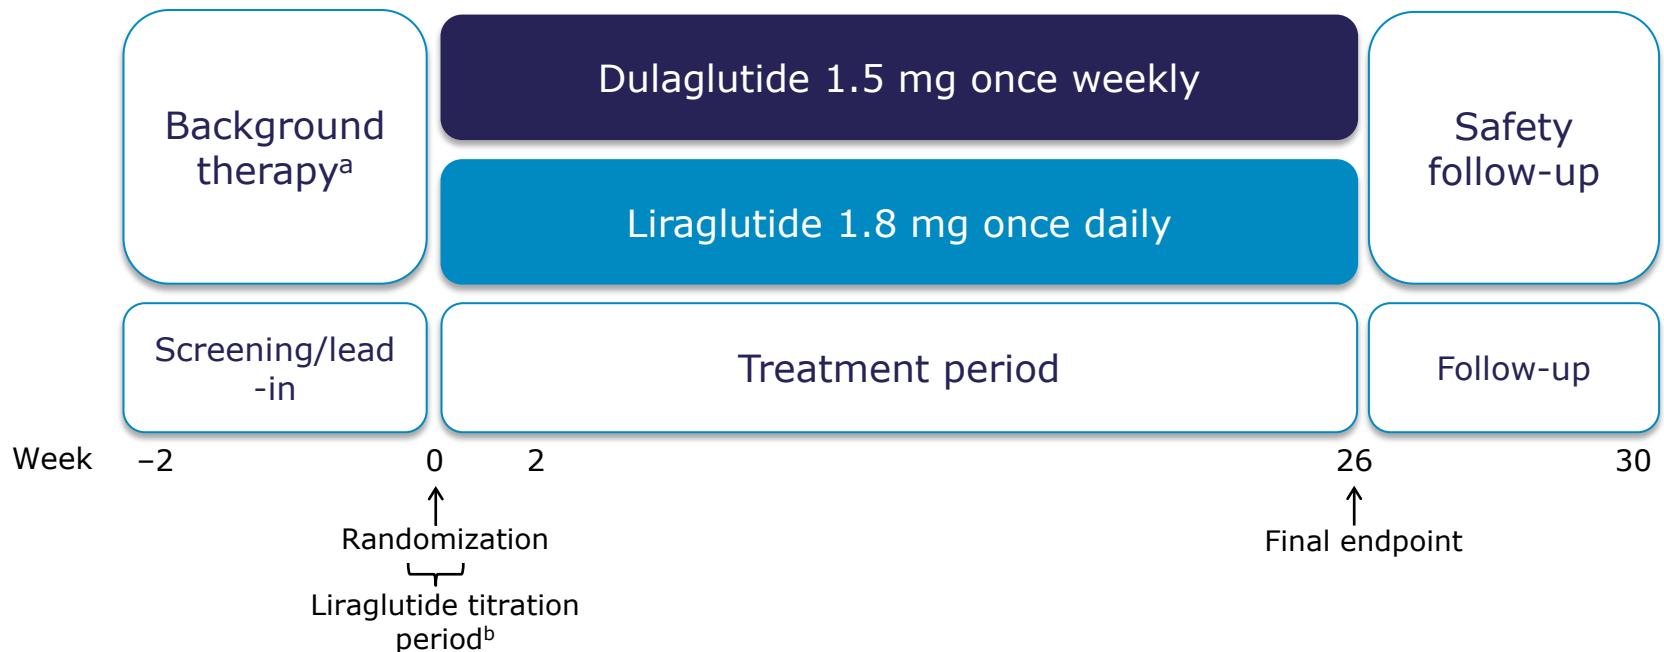 Background
therapyᵃ
Dulaglutide 1.5 mg once weekly
Liraglutide 1.8 mg once daily
Safety
follow-up
Screening/lead
-in
Treatment period
Follow-up
Week –2 0 2 26 30
Randomization
Final endpoint
Liraglutide titration
periodᵇ